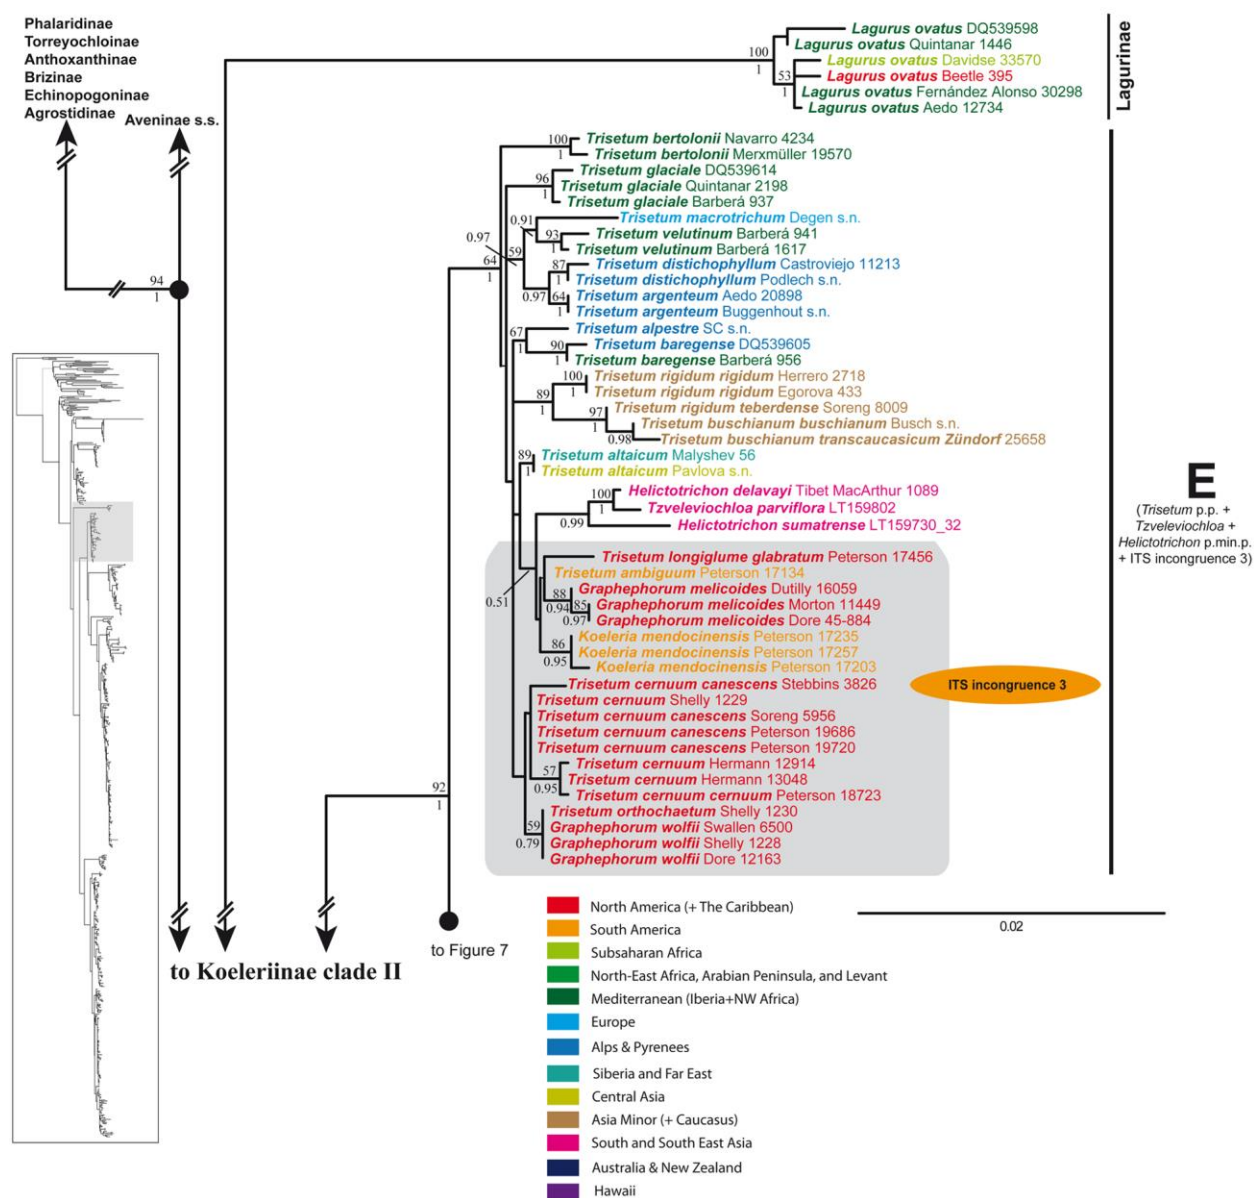 Phalaridinae
Torreyochloinae
Anthoxanthinae
Brizinae
Echinopogoninae
Agrostidinae
Aveninae s.s.
94
1
100
1
53
1
Lagurus ovatus DQ539598
Lagurus ovatus Quintanar 1446
Lagurus ovatus Davidse 33570
Lagurus ovatus Beetle 395
Lagurus ovatus Fernández Alonso 30298
Lagurus ovatus Aedo 12734
Lagurinae
100
1
Trisetum bertolonii Navarro 4234
Trisetum bertolonii Merxmüller 19570
96
1
Trisetum glaciale DQ539614
Trisetum glaciale Quintanar 2198
Trisetum glaciale Barberá 937
0.91
Trisetum macrotrichum Degen s.n.
93
1
Trisetum velutinum Barberá 941
Trisetum velutinum Barberá 1617
0.97
59
64
1
87
1
Trisetum distichophyllum Castroviejo 11213
Trisetum distichophyllum Podlech s.n.
0.97
64
1
Trisetum argenteum Aedo 20898
Trisetum argenteum Buggenhout s.n.
67
1
Trisetum alpestre SC s.n.
90
1
Trisetum baregense DQ539605
Trisetum baregense Barberá 956
100
1
Trisetum rigidum rigidum Herrero 2718
Trisetum rigidum rigidum Egorova 433
89
1
97
1
Trisetum rigidum teberdense Soreng 8009
Trisetum buschianum buschianum Busch s.n.
0.98
Trisetum buschianum transcaucasicum Zündorf 25658
89
1
Trisetum altaicum Malyshev 56
Trisetum altaicum Pavlova s.n.
100
1
Helictotrichon delavayi Tibet MacArthur 1089
Tzveleviochloa parviflora LT159802
0.99
Helictotrichon sumatrense LT159730_32
0.51
Trisetum longiglume glabratum Peterson 17456
Trisetum ambiguum Peterson 17134
88
0.94
85
0.97
Graphephorum melicoides Dutilly 16059
Graphephorum melicoides Morton 11449
Graphephorum melicoides Dore 45-884
86
0.95
Koeleria mendocinensis Peterson 17235
Koeleria mendocinensis Peterson 17257
Koeleria mendocinensis Peterson 17203
Trisetum cernuum canescens Stebbins 3826
Trisetum cernuum Shelly 1229
Trisetum cernuum canescens Soreng 5956
Trisetum cernuum canescens Peterson 19686
Trisetum cernuum canescens Peterson 19720
57
0.95
Trisetum cernuum Hermann 12914
Trisetum cernuum Hermann 13048
Trisetum cernuum cernuum Peterson 18723
59
0.79
Trisetum orthochaetum Shelly 1230
Graphephorum wolfii Swallen 6500
Graphephorum wolfii Shelly 1228
Graphephorum wolfii Dore 12163
ITS incongruence 3
E
(Trisetum p.p. +
Tzveleviochloa +
Helictotrichon p.min.p.
+ ITS incongruence 3)
92
1
to Figure 7
to Koeleriinae clade II
North America (+ The Caribbean)
South America
Subsaharan Africa
North-East Africa, Arabian Peninsula, and Levant
Mediterranean (Iberia+NW Africa)
Europe
Alps & Pyrenees
Siberia and Far East
Central Asia
Asia Minor (+ Caucasus)
South and South East Asia
Australia & New Zealand
Hawaii
0.02